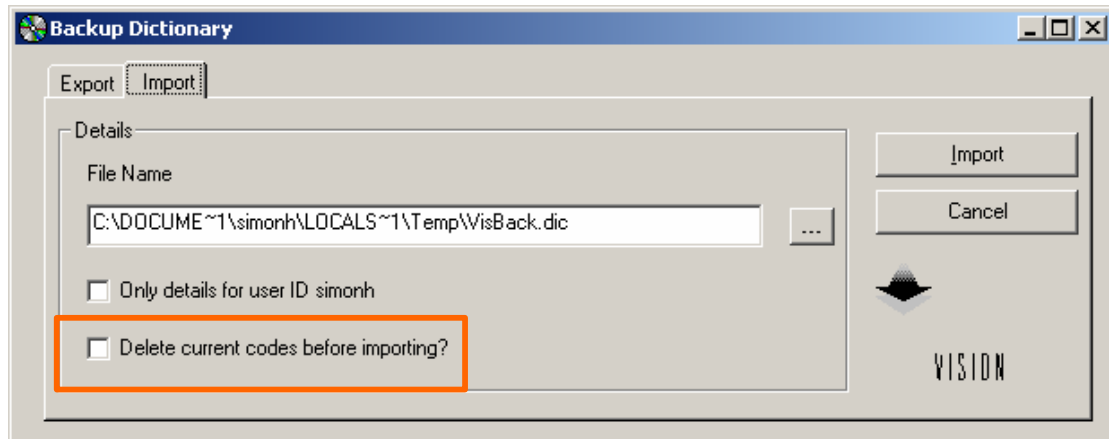 Backup Dictionary
Export Import
Details
File Name
C:\DOCUME~1\simonh\LOCALS~1\Temp\VisBack.dic
...
Only details for user ID simonh
Delete current codes before importing?
Import
Cancel
VISION